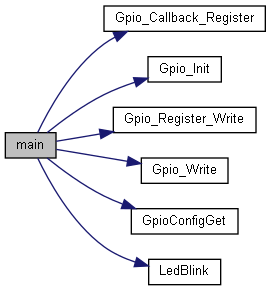 Gpio_Callback_Register
Gpio_Init
Gpio_Register_Write
main
Gpio_Write
GpioConfigGet
LedBlink